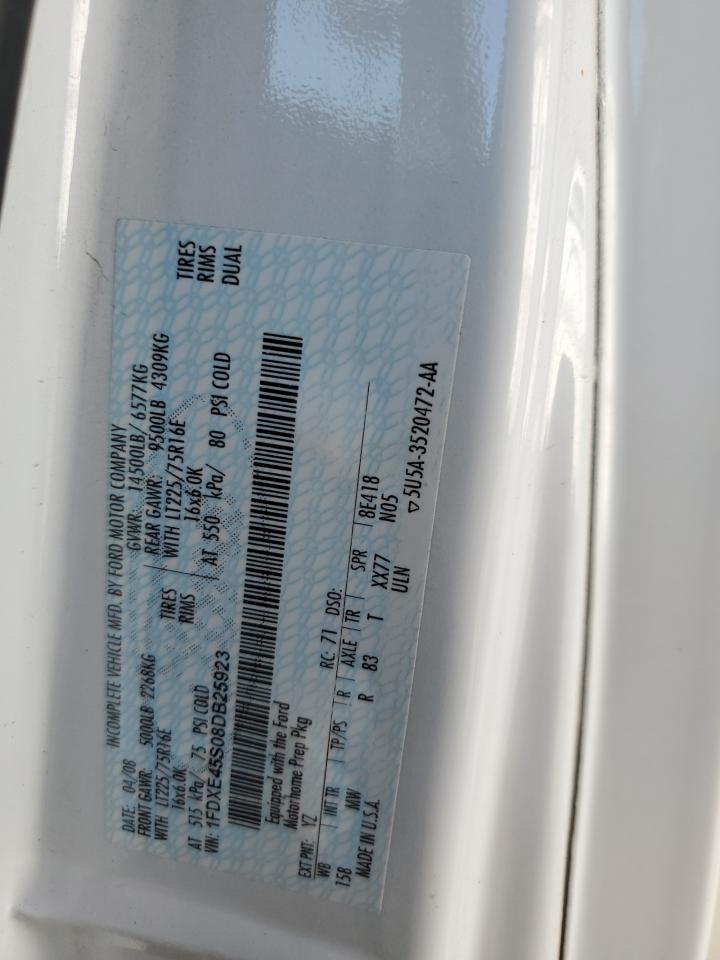 INCOMPLETE VEHICLE MFD. BY FORD MOTOR COMPANY
DATE: 04/08 GVWR: 14500LB/ 6577KG
FRONT GAWR: 5000LB 2268KG REAR GAWR: 9500LB 4309KG
WITH LT225/75R16E TIRES WITH LT225/75R16E TIRES
16x6.0K RIMS 16x6.0K RIMS
AT 515 kPa/ 75 PSI COLD AT 550 kPa/ 80 PSI COLD DUAL
VIN: 1FDXE45S08DB25923
Equipped with the Ford
Motorhome Prep Pkg
EXT PNT: YZ RC: 71 DSO:
WB INT TR TP/PS R AXLE TR SPR
158 MW R 83 T XX77 8E418
MADE IN U.S.A. ULN N05
▽5U5A-3520472-AA